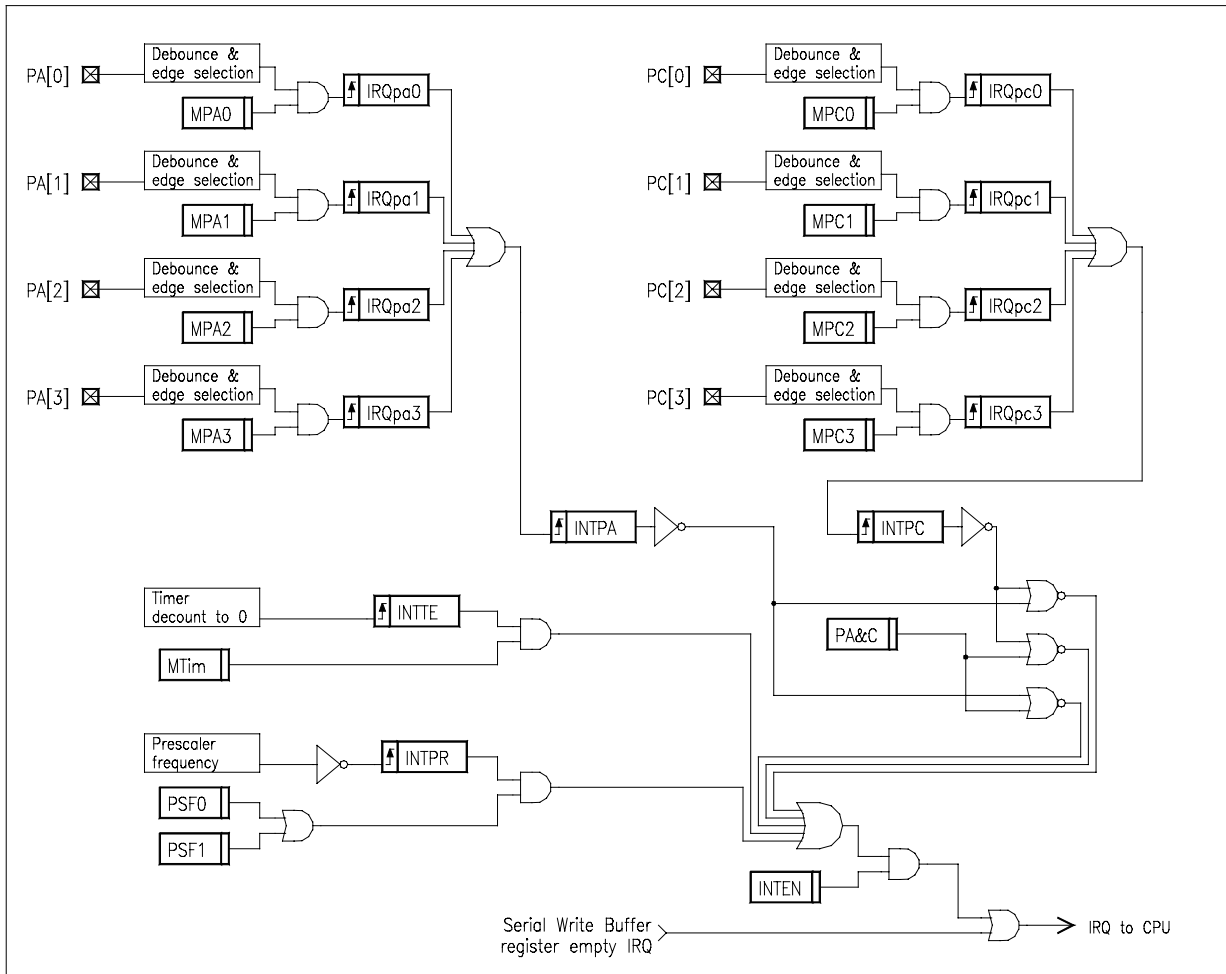 Debounce &
PA[0] edge selection IRQpa0
MPA0
Debounce &
PA[1] edge selection IRQpa1
MPA1
Debounce &
PA[2] edge selection IRQpa2
MPA2
Debounce &
PA[3] edge selection IRQpa3
MPA3
Debounce &
PC[0] edge selection IRQpc0
MPC0
Debounce &
PC[1] edge selection IRQpc1
MPC1
Debounce &
PC[2] edge selection IRQpc2
MPC2
Debounce &
PC[3] edge selection IRQpc3
MPC3
INTPA
INTPC
Timer
decount to 0
INTTE
MTim
PA&C
Prescaler
frequency
INTPR
PSF0
PSF1
INTEN
Serial Write Buffer
register empty IRQ
IRQ to CPU